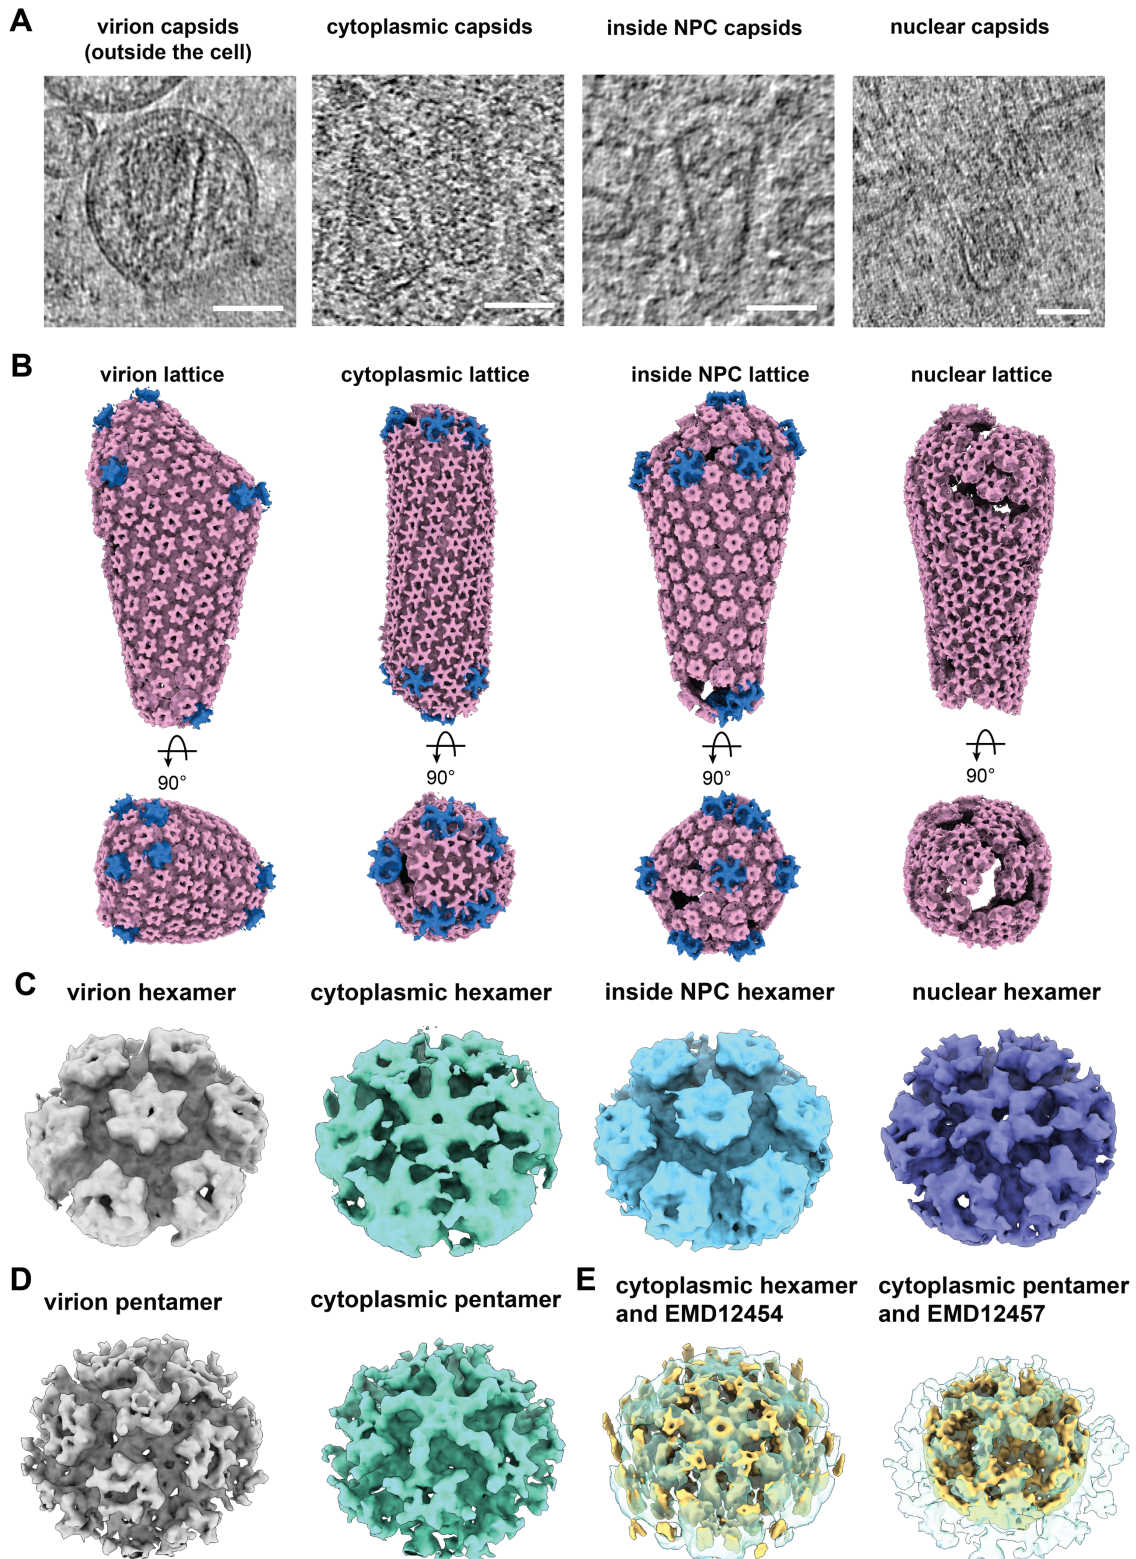 A
virion capsids
(outside the cell)
cytoplasmic capsids
inside NPC capsids
nuclear capsids
B
virion lattice
cytoplasmic lattice
inside NPC lattice
nuclear lattice
90°
90°
90°
90°
C
virion hexamer
cytoplasmic hexamer
inside NPC hexamer
nuclear hexamer
D
virion pentamer
cytoplasmic pentamer
E
cytoplasmic hexamer
and EMD12454
cytoplasmic pentamer
and EMD12457